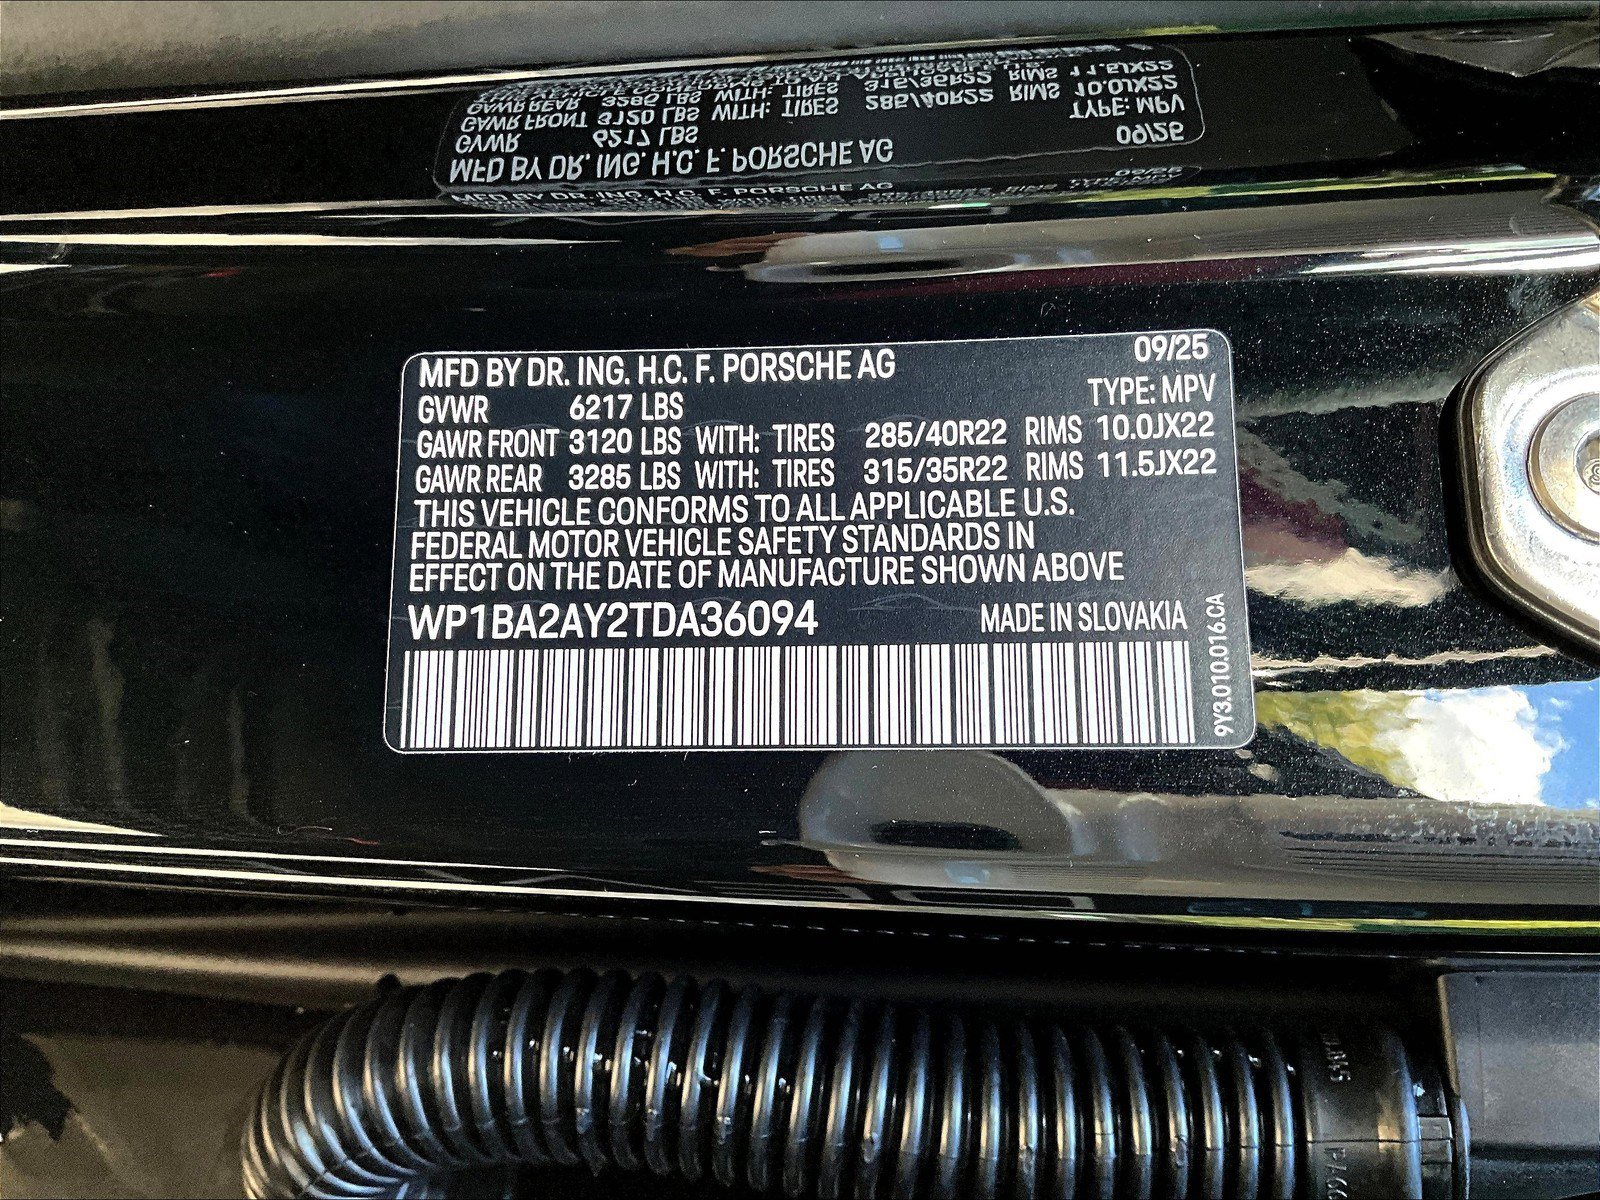 MFD BY DR. ING. H.C. F. PORSCHE AG 09/25
GVWR 6217 LBS TYPE: MPV
GAWR FRONT 3120 LBS WITH: TIRES 285/40R22 RIMS 10.0JX22
GAWR REAR 3285 LBS WITH: TIRES 315/35R22 RIMS 11.5JX22
THIS VEHICLE CONFORMS TO ALL APPLICABLE U.S.
FEDERAL MOTOR VEHICLE SAFETY STANDARDS IN
EFFECT ON THE DATE OF MANUFACTURE SHOWN ABOVE
WP1BA2AY2TDA36094 MADE IN SLOVAKIA
9Y3.010.016.CA